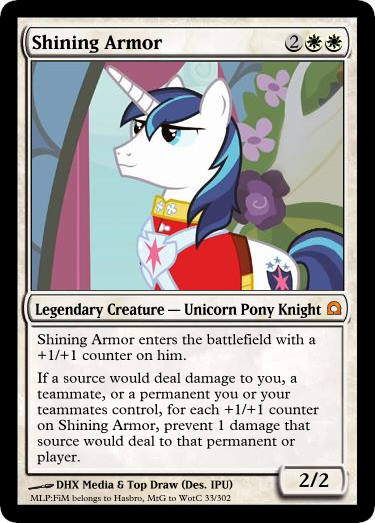 Shining Armor 2
Legendary Creature — Unicorn Pony Knight
Shining Armor enters the battlefield with a
+1/+1 counter on him.
If a source would deal damage to you, a
teammate, or a permanent you or your
teammates control, for each +1/+1 counter
on Shining Armor, prevent 1 damage that
source would deal to that permanent or
player.
2/2
DHX Media & Top Draw (Des. IPU)
MLP:FiM belongs to Hasbro, MtG to WotC 33/302